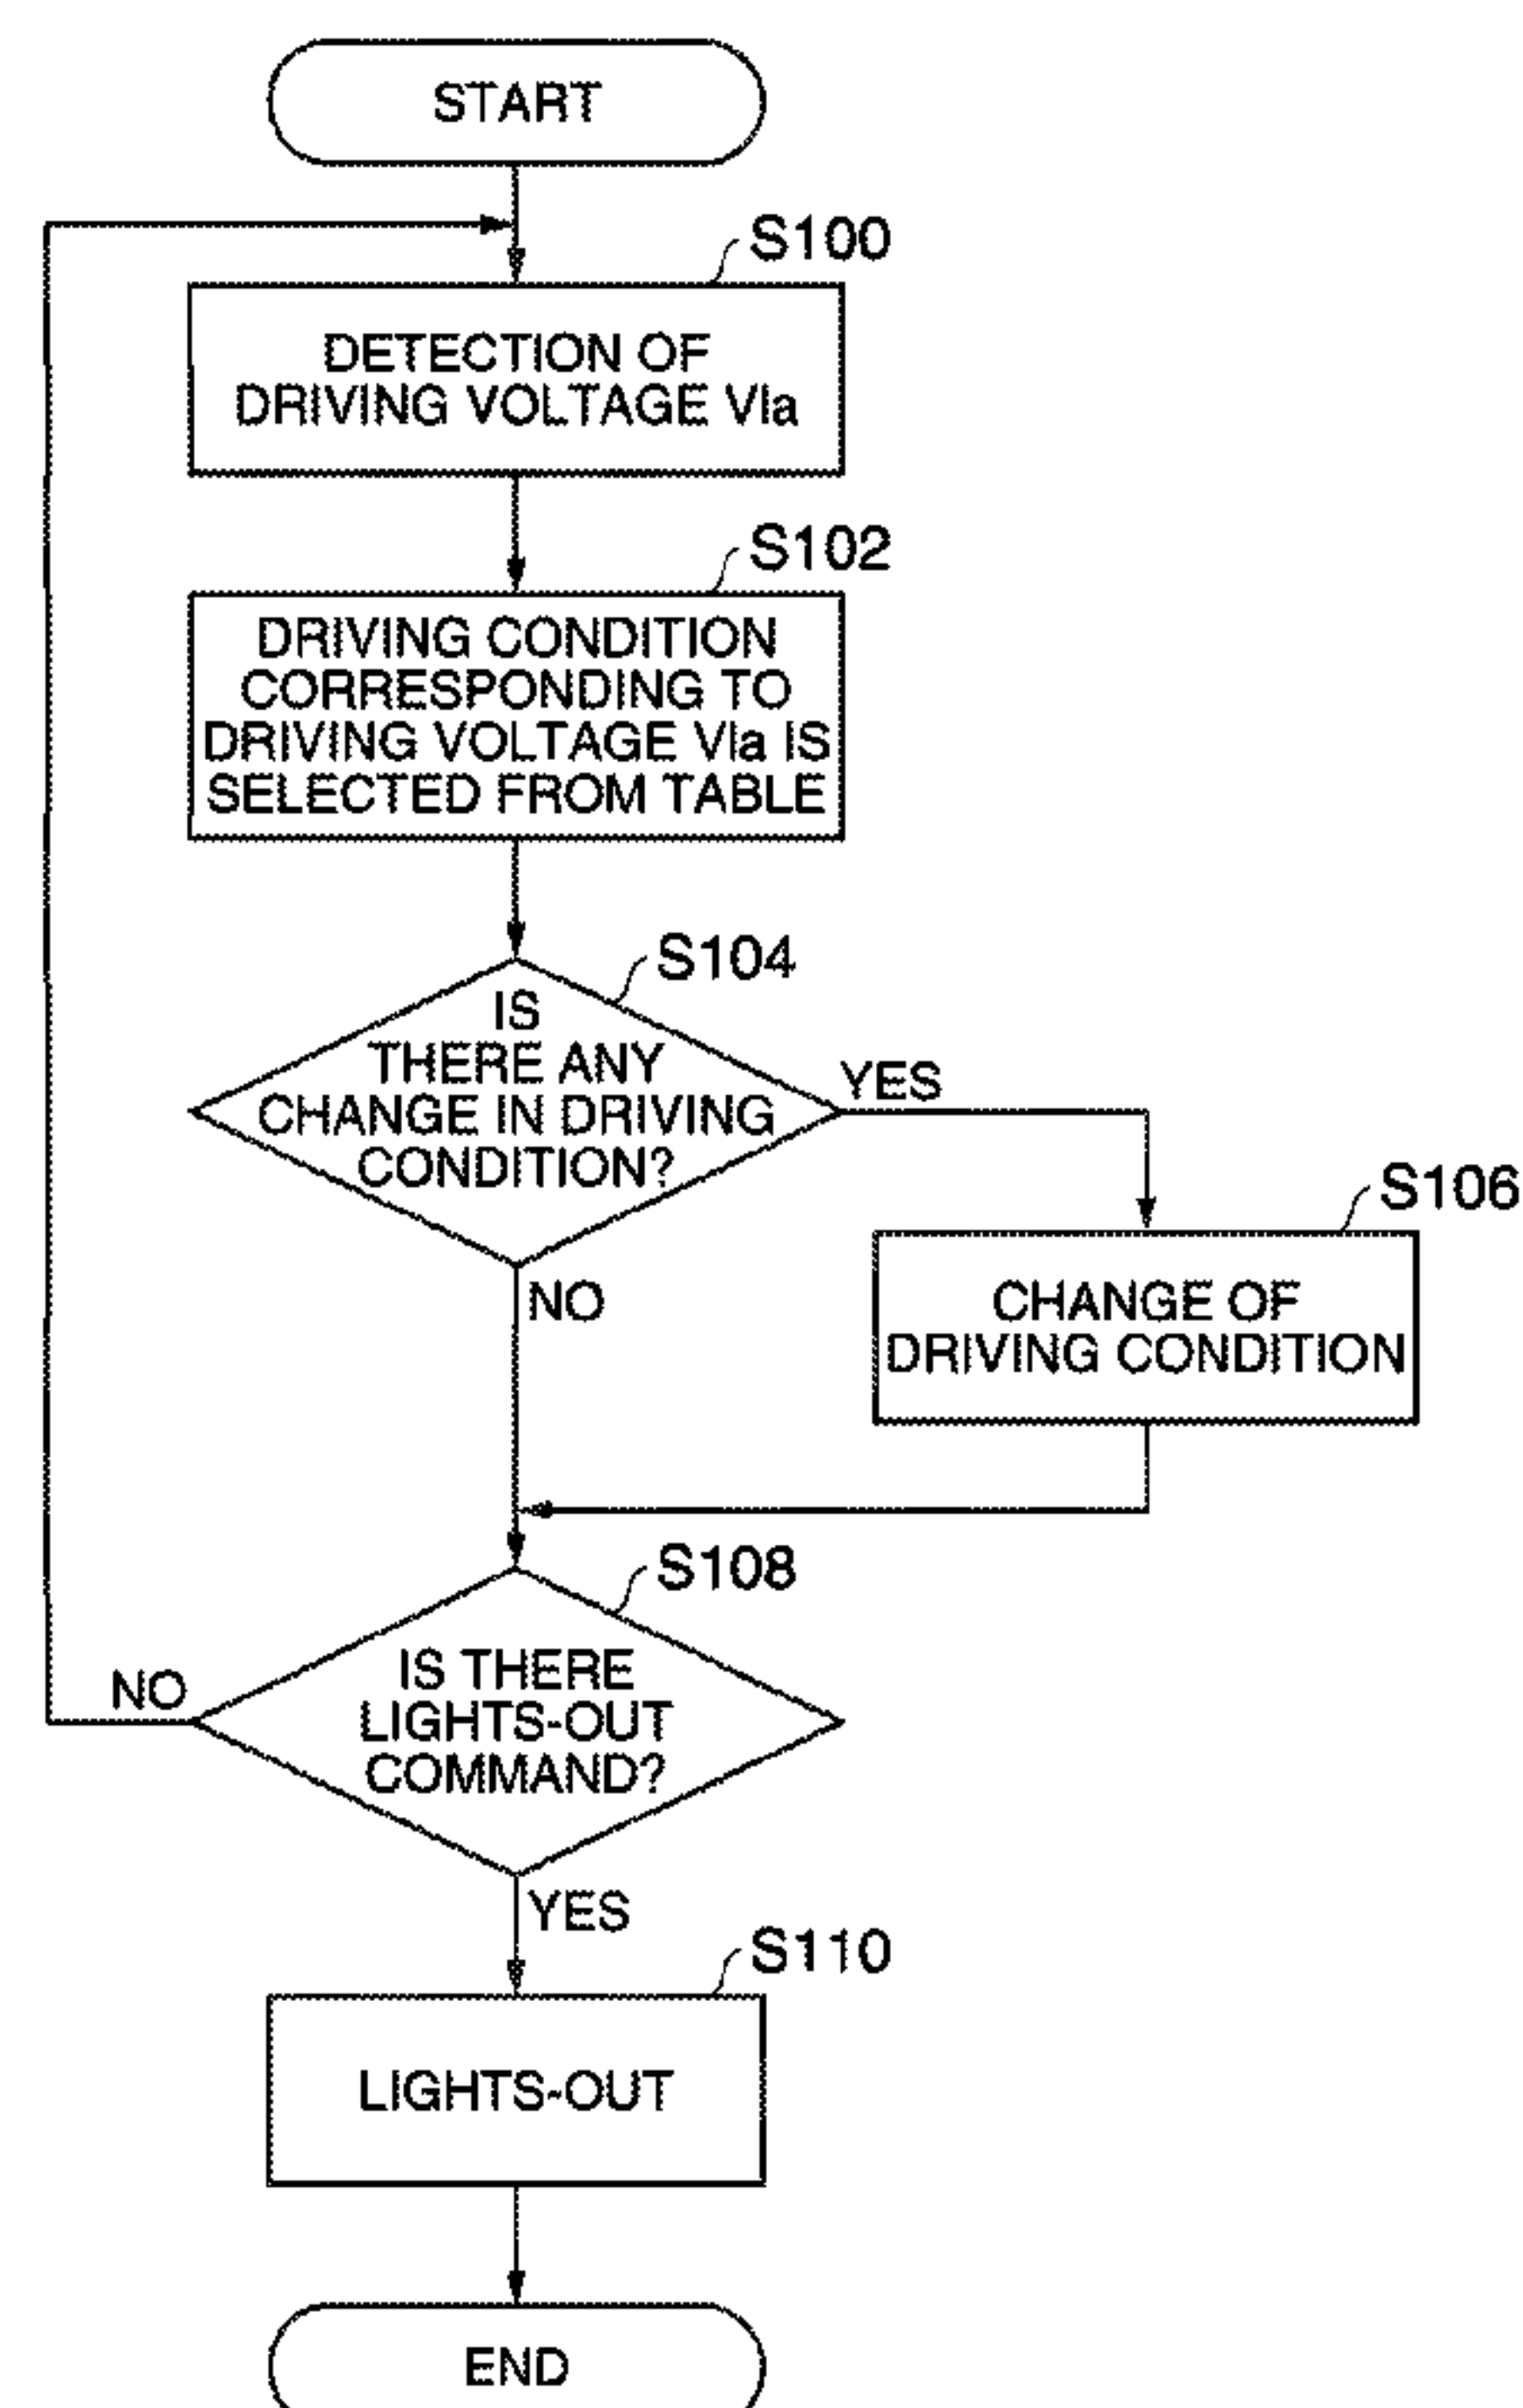 START
S100
DETECTION OF
DRIVING VOLTAGE Vla
S102
DRIVING CONDITION
CORRESPONDING TO
DRIVING VOLTAGE Vla IS
SELECTED FROM TABLE
S104
IS
THERE ANY
CHANGE IN DRIVING
CONDITION?
YES
S106
NO
CHANGE OF
DRIVING CONDITION
S108
IS THERE
LIGHTS-OUT
COMMAND?
NO
YES
S110
LIGHTS-OUT
END